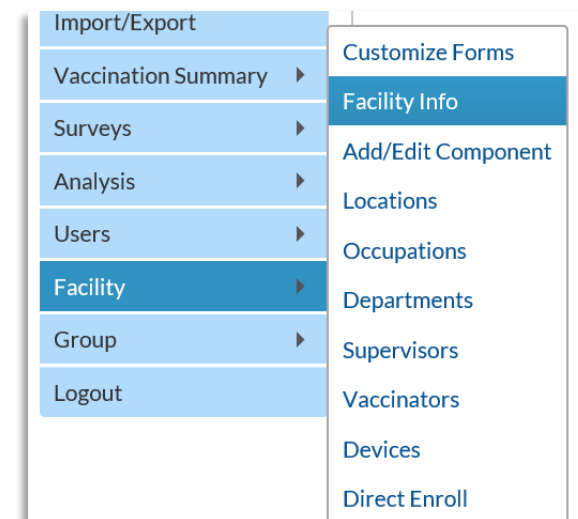 Import/Export
Vaccination Summary
Surveys
Analysis
Users
Facility
Group
Logout
Customize Forms
Facility Info
Add/Edit Component
Locations
Occupations
Departments
Supervisors
Vaccinators
Devices
Direct Enroll